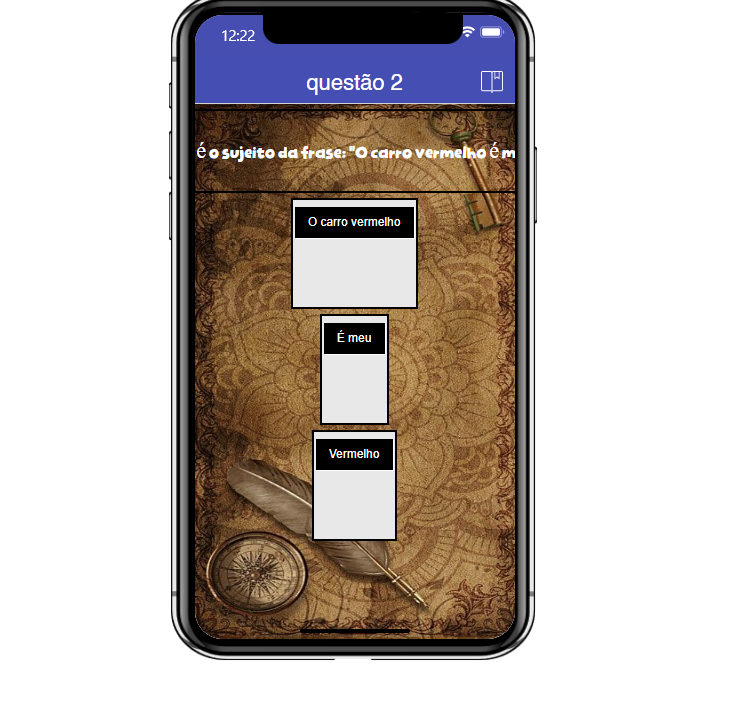 12:22
questão 2
é o sujeito da frase: "O carro vermelho é m
O carro vermelho
É meu
Vermelho